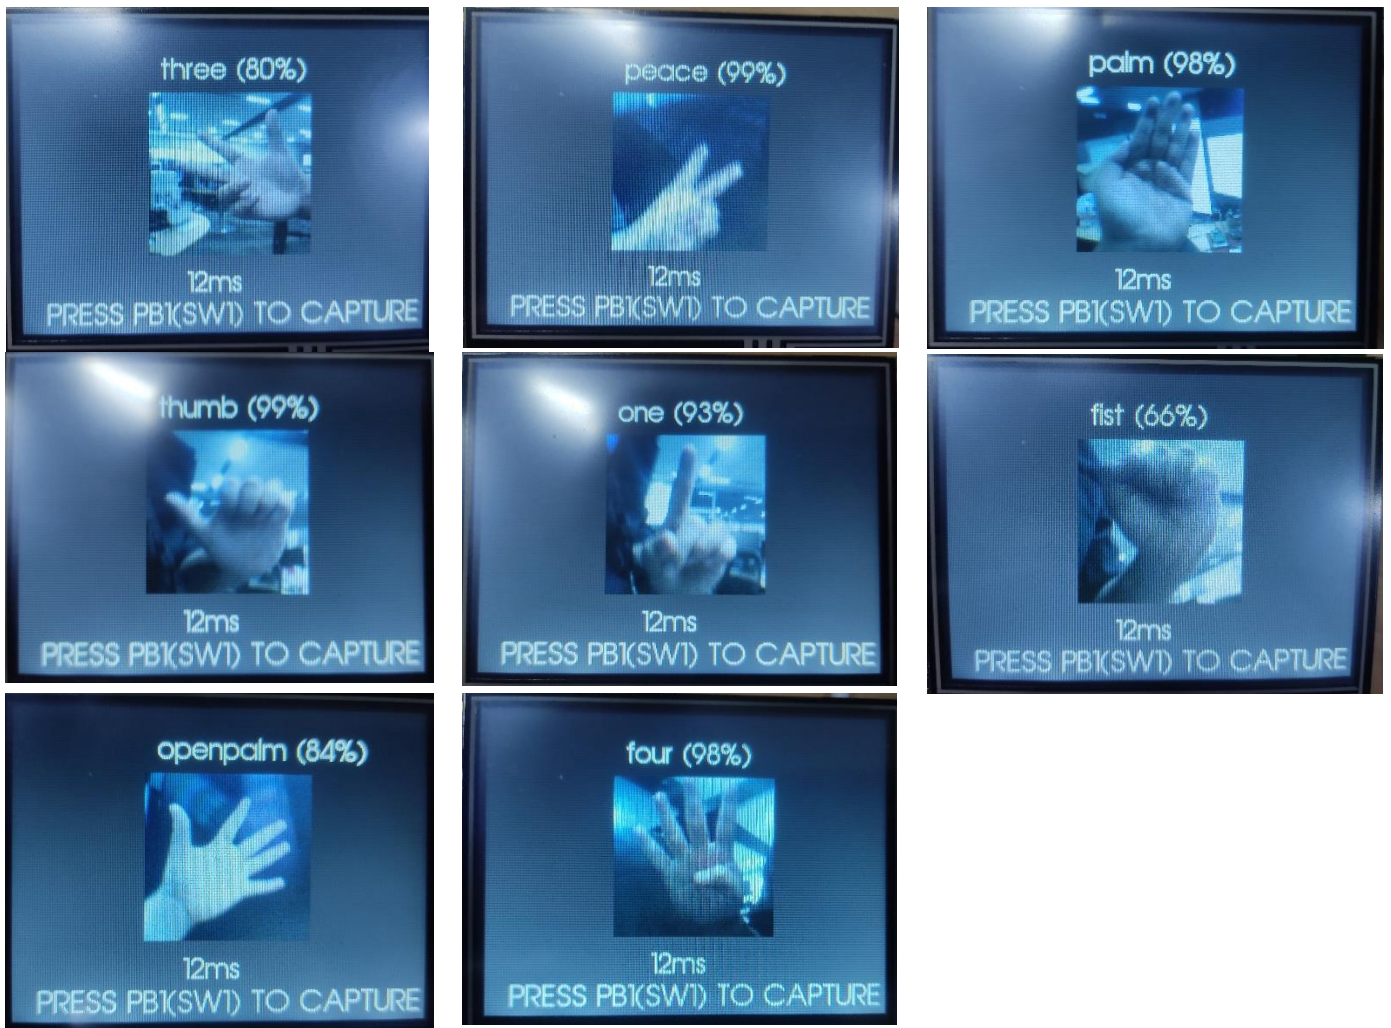 three (80%)
12ms
PRESS PB1(SW1) TO CAPTURE
peace (99%)
12ms
PRESS PB1(SW1) TO CAPTURE
palm (98%)
12ms
PRESS PB1(SW1) TO CAPTURE
thumb (99%)
12ms
PRESS PB1(SW1) TO CAPTURE
one (93%)
12ms
PRESS PB1(SW1) TO CAPTURE
fist (66%)
12ms
PRESS PB1(SW1) TO CAPTURE
openpalm (84%)
12ms
PRESS PB1(SW1) TO CAPTURE
four (98%)
12ms
PRESS PB1(SW1) TO CAPTURE